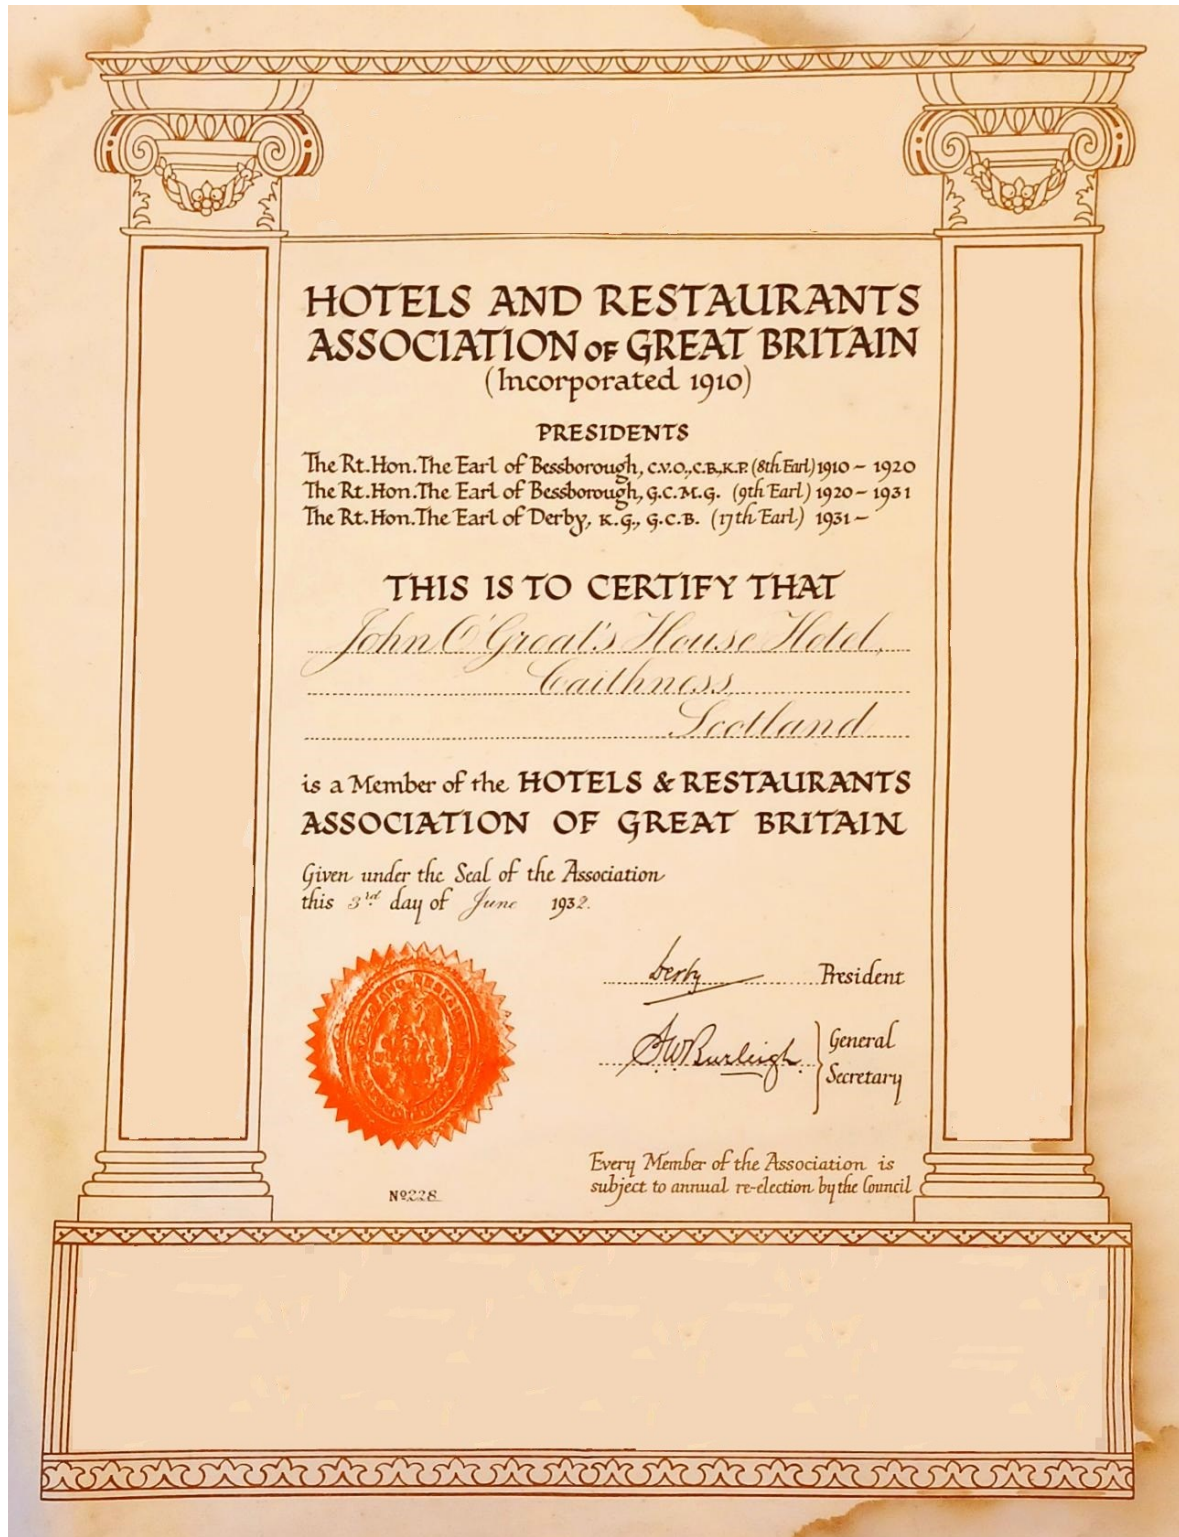 HOTELS AND RESTAURANTS
ASSOCIATION OF GREAT BRITAIN
(Incorporated 1910)
PRESIDENTS
The Rt. Hon. The Earl of Bessborough, C.V.O., C.B., K.P. (8th Earl) 1910 – 1920
The Rt. Hon. The Earl of Bessborough, G.C.M.G. (9th Earl) 1920 – 1931
The Rt. Hon. The Earl of Derby, K.G., G.C.B. (17th Earl) 1931 –
THIS IS TO CERTIFY THAT
John O'Groat's House Hotel,
Caithness
Scotland
is a Member of the HOTELS & RESTAURANTS
ASSOCIATION OF GREAT BRITAIN
Given under the Seal of the Association
this 3rd day of June 1932.
Derby President
A.W. Burleigh. General
Secretary
Every Member of the Association is
subject to annual re-election by the Council
No 228